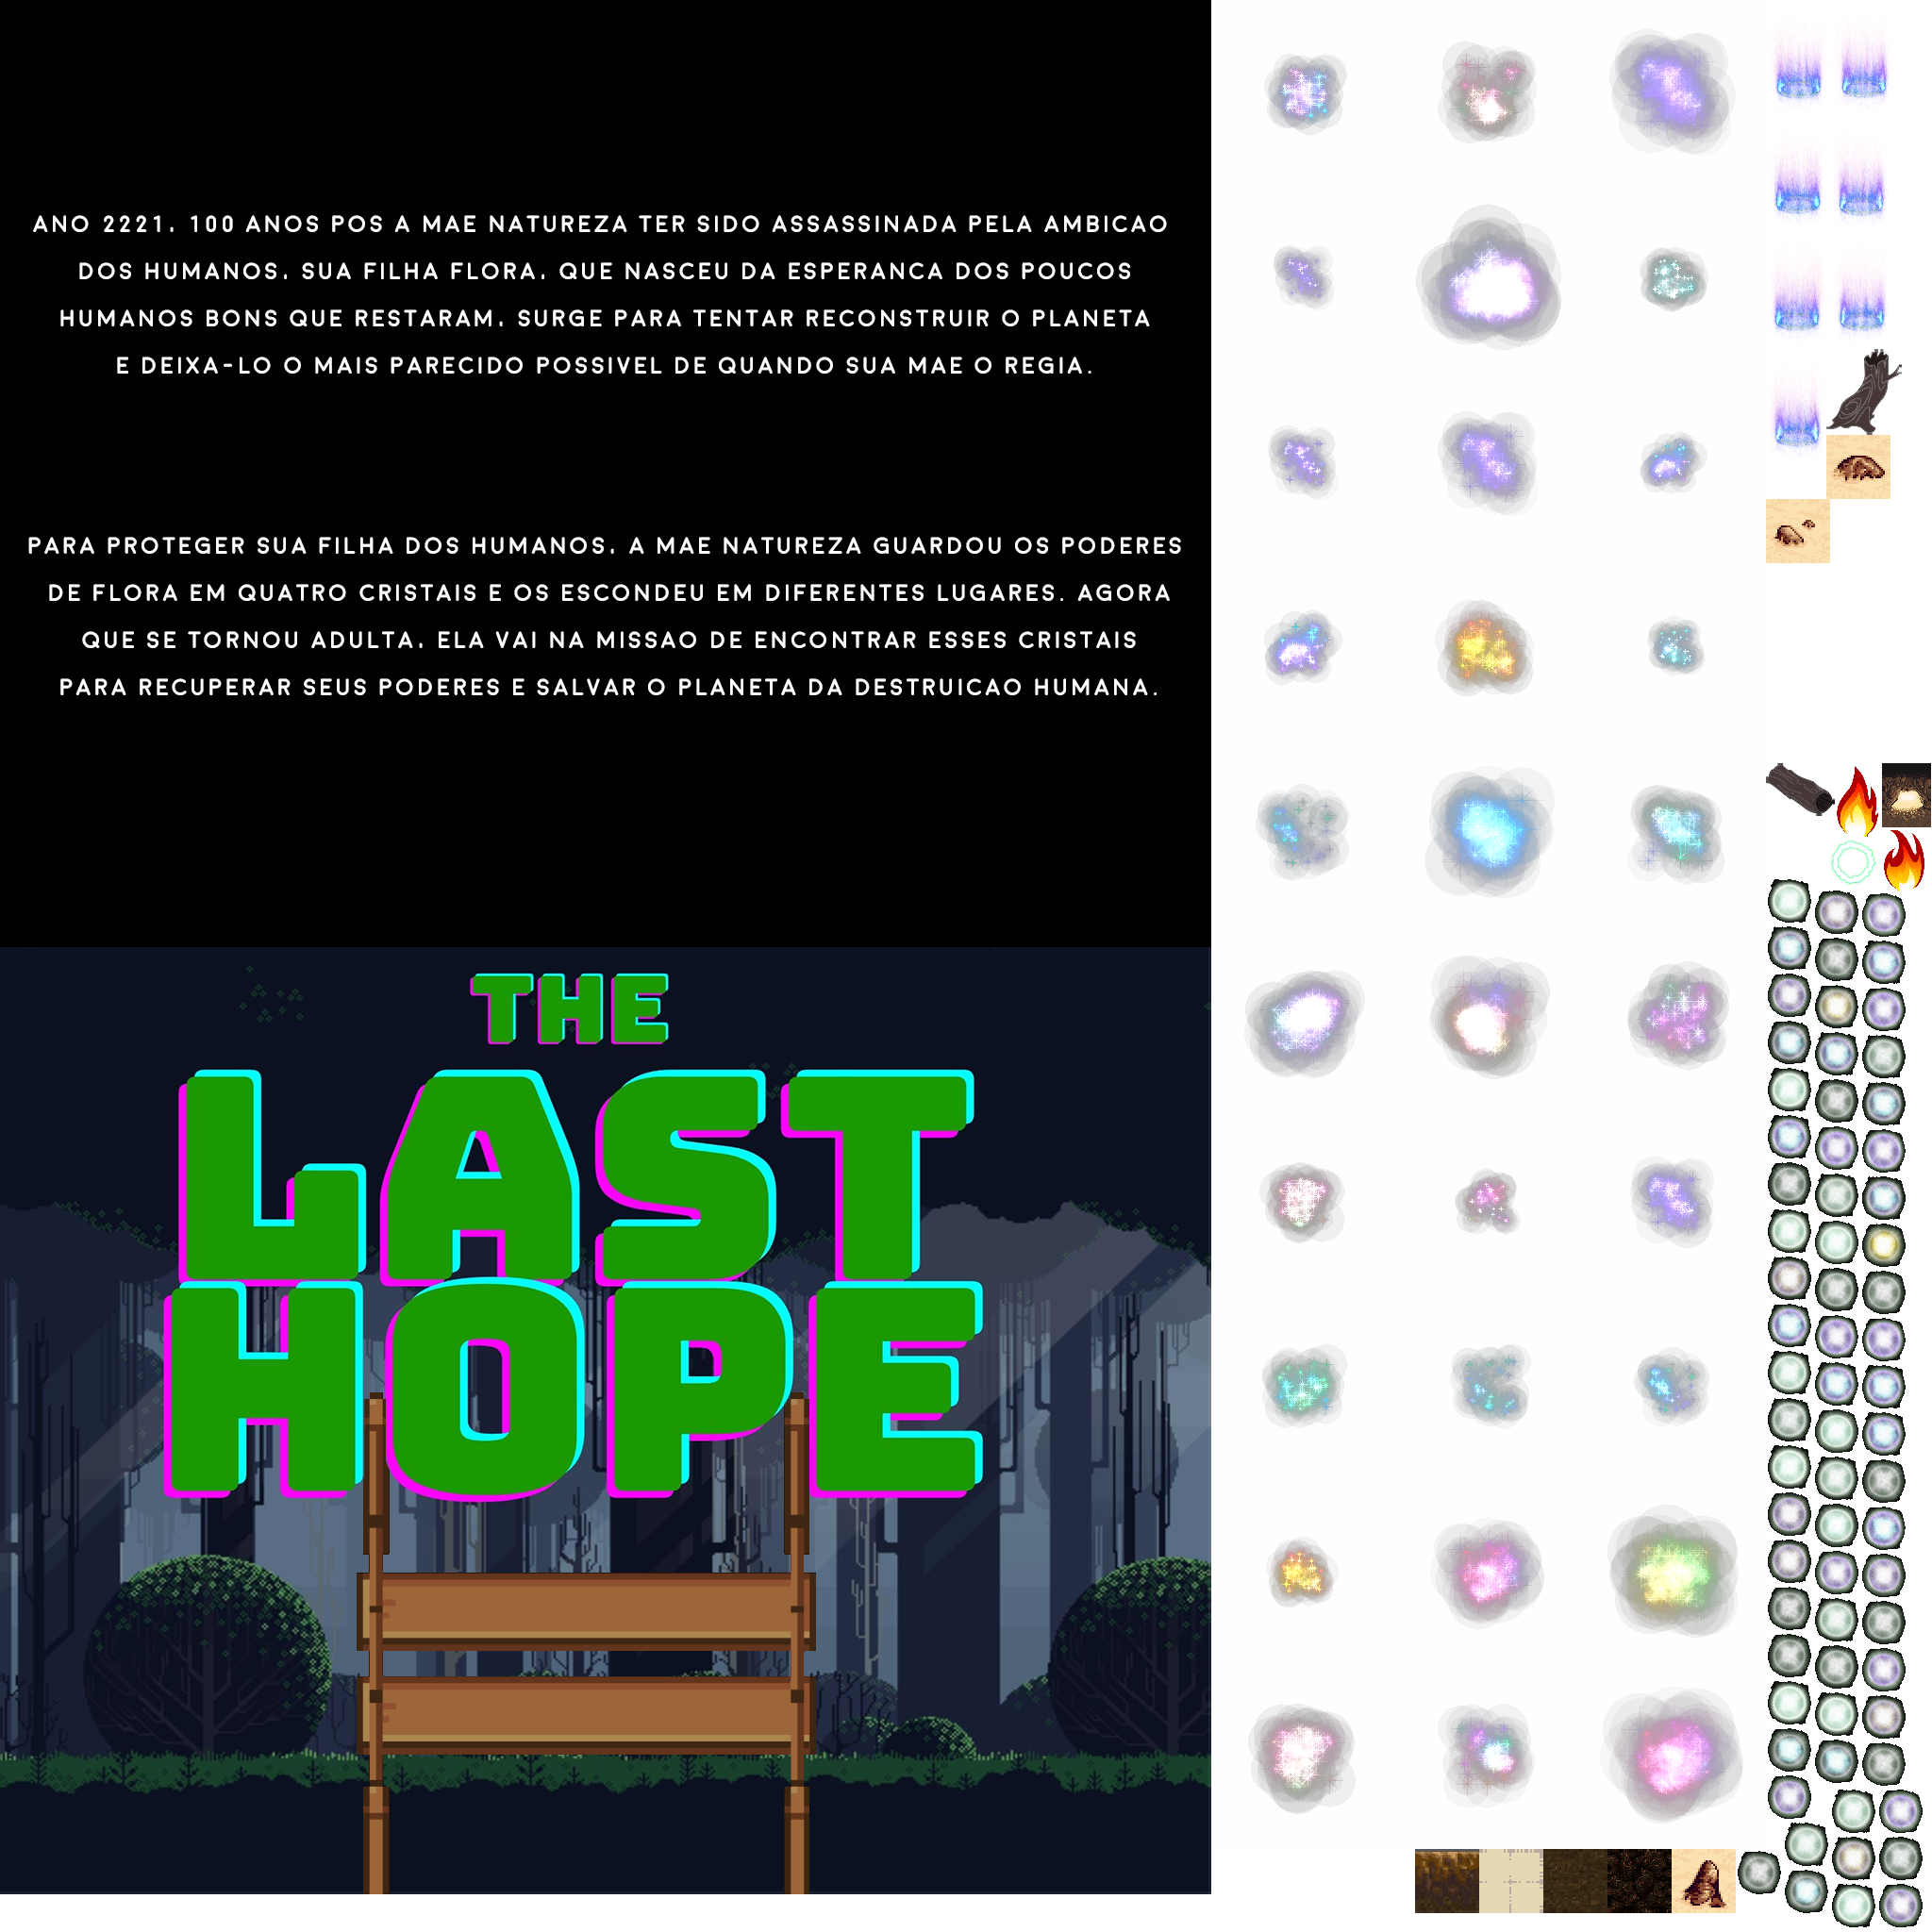 ANO 2221, 100 ANOS POS A MAE NATUREZA TER SIDO ASSASSINADA PELA AMBICAO
DOS HUMANOS, SUA FILHA FLORA, QUE NASCEU DA ESPERANCA DOS POUCOS
HUMANOS BONS QUE RESTARAM, SURGE PARA TENTAR RECONSTRUIR O PLANETA
E DEIXA-LO O MAIS PARECIDO POSSIVEL DE QUANDO SUA MAE O REGIA.
PARA PROTEGER SUA FILHA DOS HUMANOS, A MAE NATUREZA GUARDOU OS PODERES
DE FLORA EM QUATRO CRISTAIS E OS ESCONDEU EM DIFERENTES LUGARES. AGORA
QUE SE TORNOU ADULTA, ELA VAI NA MISSAO DE ENCONTRAR ESSES CRISTAIS
PARA RECUPERAR SEUS PODERES E SALVAR O PLANETA DA DESTRUICAO HUMANA.
THE
LAST
HOPE